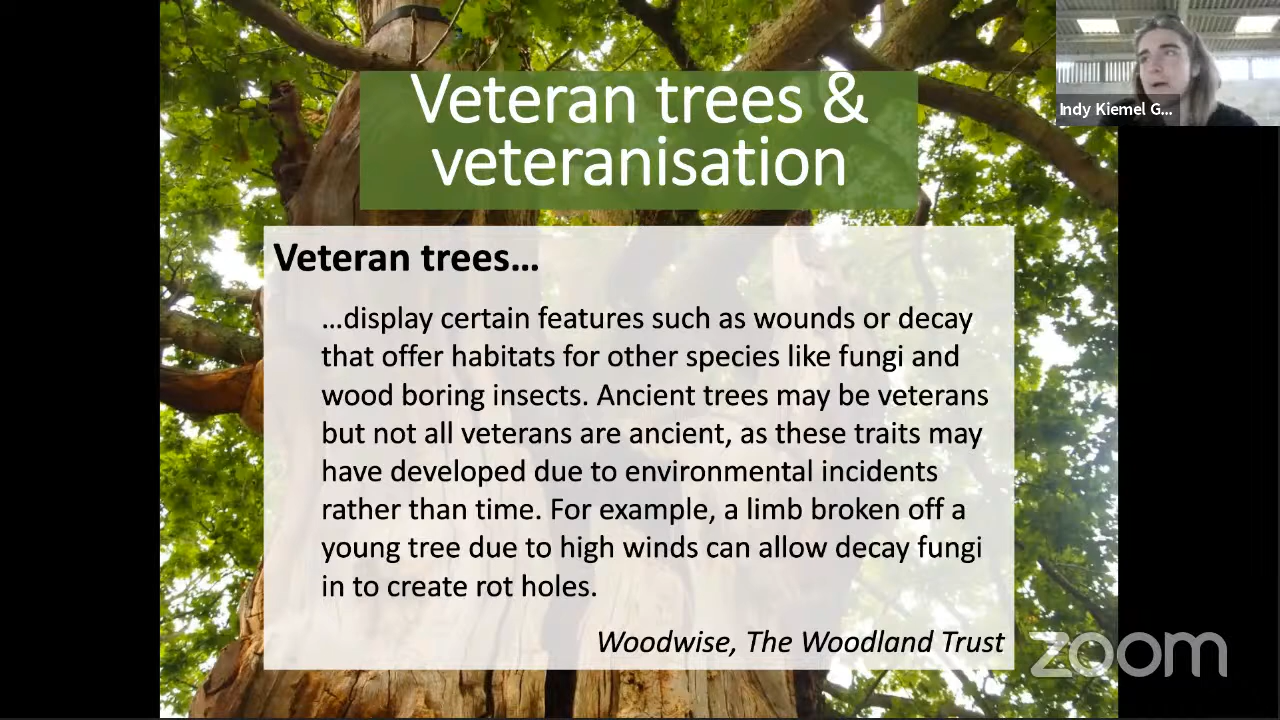 Veteran trees &
veteranisation
Indy Kiemel G...
Veteran trees...
...display certain features such as wounds or decay
that offer habitats for other species like fungi and
wood boring insects. Ancient trees may be veterans
but not all veterans are ancient, as these traits may
have developed due to environmental incidents
rather than time. For example, a limb broken off a
young tree due to high winds can allow decay fungi
in to create rot holes.
Woodwise, The Woodland Trust
zoom